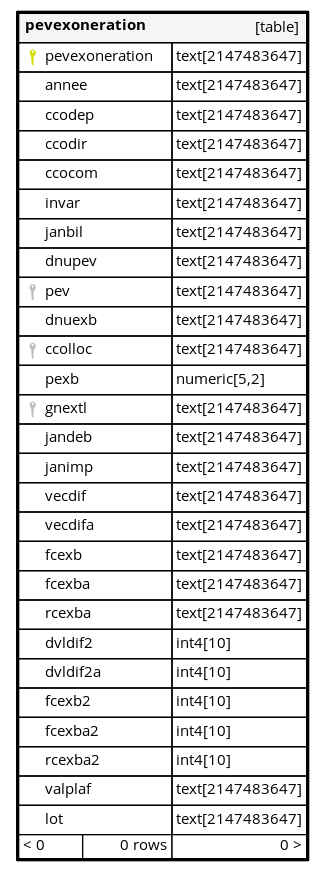 pevexoneration [table]
pevexoneration text[2147483647]
annee text[2147483647]
ccodep text[2147483647]
ccodir text[2147483647]
ccocom text[2147483647]
invar text[2147483647]
janbil text[2147483647]
dnupev text[2147483647]
pev text[2147483647]
dnuexb text[2147483647]
ccolloc text[2147483647]
pexb numeric[5,2]
gnextl text[2147483647]
jandeb text[2147483647]
janimp text[2147483647]
vecdif text[2147483647]
vecdifa text[2147483647]
fcexb text[2147483647]
fcexba text[2147483647]
rcexba text[2147483647]
dvldif2 int4[10]
dvldif2a int4[10]
fcexb2 int4[10]
fcexba2 int4[10]
rcexba2 int4[10]
valplaf text[2147483647]
lot text[2147483647]
< 0 0 rows 0 >